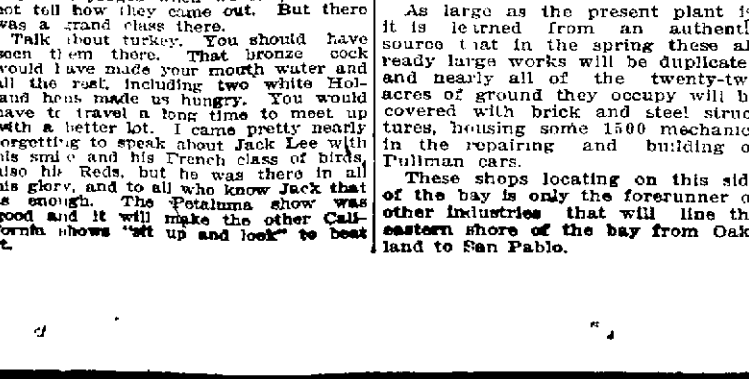 not tell how they came out. But there
was a grand class there.
Talk about turkey. You should have
seen them there. That bronze cock
would have made your mouth water and
all the rest, including two white Hol-
land hens made us hungry. You would
have to travel a long time to meet up
with a better lot. I came pretty nearly
forgetting to speak about Jack Lee with
his smile and his French class of birds,
also his Reds, but he was there in all
his glory, and to all who know Jack that
is enough. The Petaluma show was
good and it will make the other Cali-
fornia shows "sit up and look" to beat
it.
As large as the present plant is
it is learned from an authentic
source that in the spring these al
ready large works will be duplicate
and nearly all of the twenty-tw
acres of ground they occupy will b
covered with brick and steel struc
tures, housing some 1500 mechanic
in the repairing and building o
Pullman cars.
These shops locating on this sid
of the bay is only the forerunner o
other industries that will line th
eastern shore of the bay from Oak
land to San Pablo.